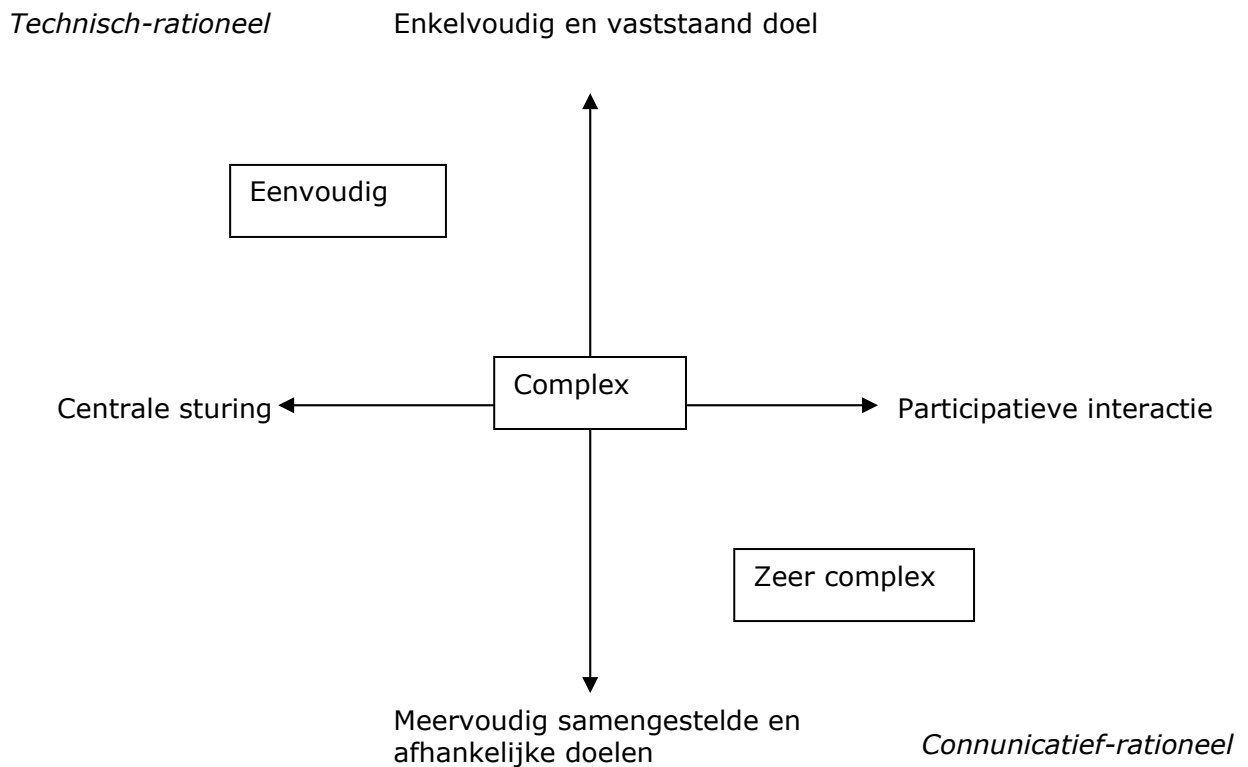 Technisch-rationeel
Enkelvoudig en vaststaand doel
Eenvoudig
Complex
Centrale sturing
Participatieve interactie
Zeer complex
Meervoudig samengestelde en
afhankelijke doelen
Connunicatief-rationeel